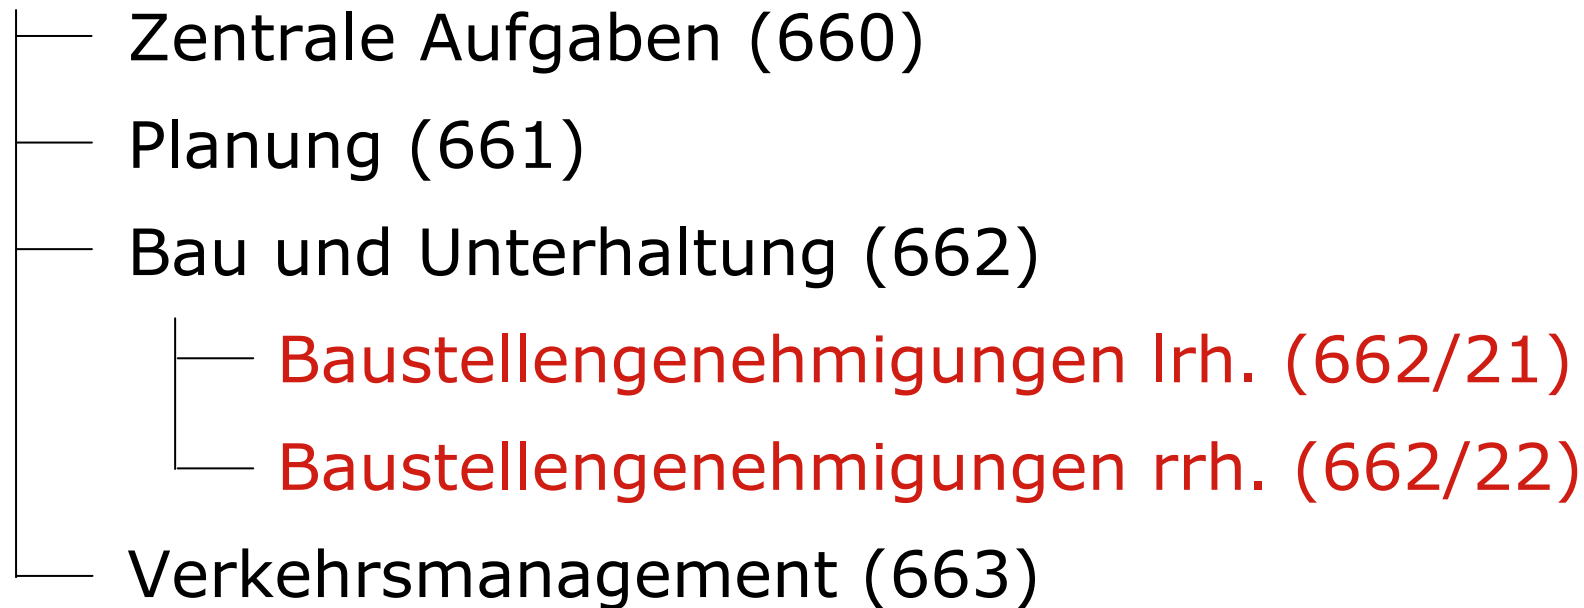 Zentrale Aufgaben (660)
Planung (661)
Bau und Unterhaltung (662)
Baustellengenehmigungen lrh. (662/21)
Baustellengenehmigungen rrh. (662/22)
Verkehrsmanagement (663)